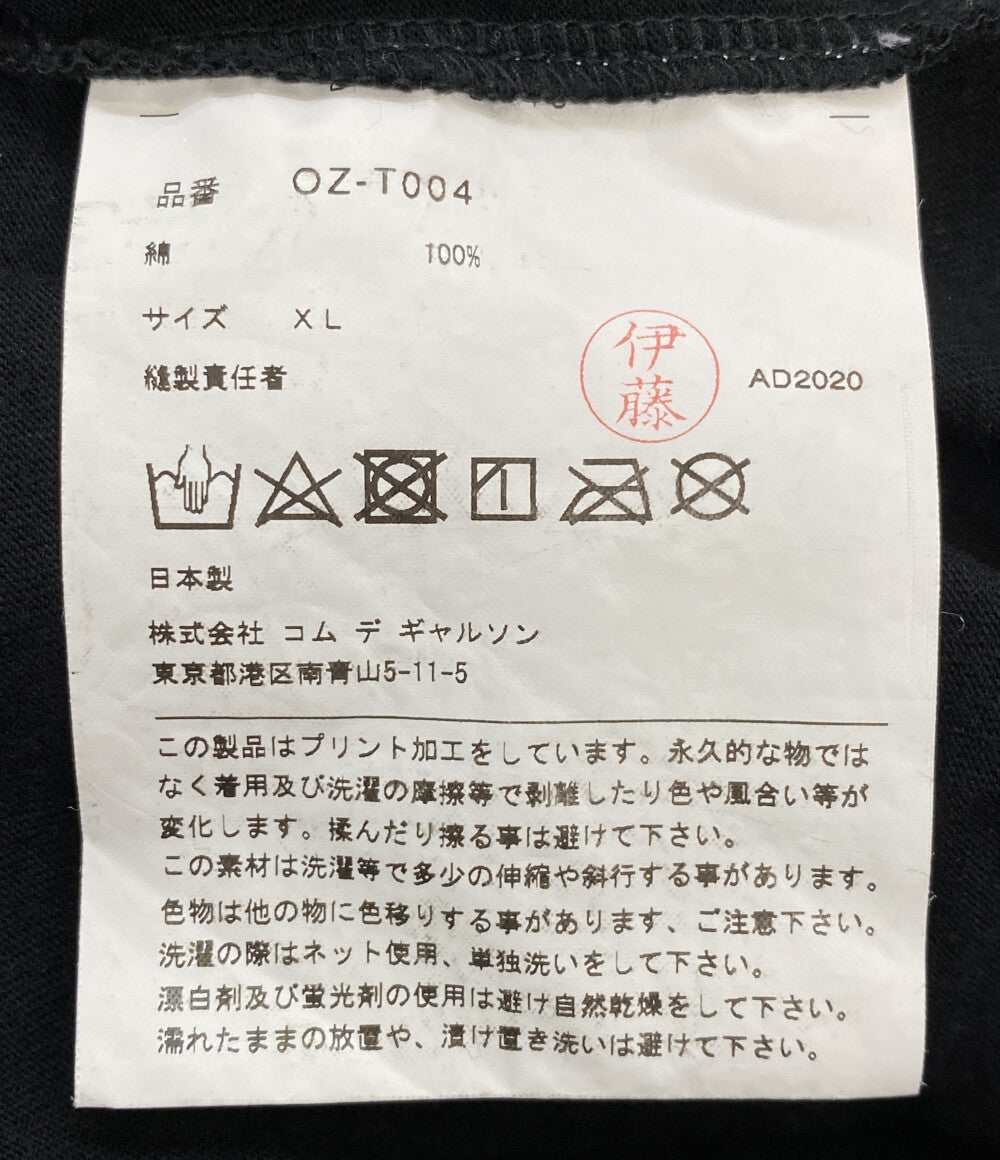 品番 OZ-T004
綿 100%
サイズ XL
縫製責任者 伊藤 AD2020
日本製
株式会社 コム デ ギャルソン
東京都港区南青山5-11-5
この製品はプリント加工をしています。永久的な物では
なく着用及び洗濯の摩擦等で剥離したり色や風合い等が
変化します。揉んだり擦る事は避けて下さい。
この素材は洗濯等で多少の伸縮や斜行する事があります。
色物は他の物に色移りする事があります、ご注意下さい。
洗濯の際はネット使用、単独洗いをして下さい。
漂白剤及び蛍光剤の使用は避け自然乾燥をして下さい。
濡れたままの放置や、漬け置き洗いは避けて下さい。